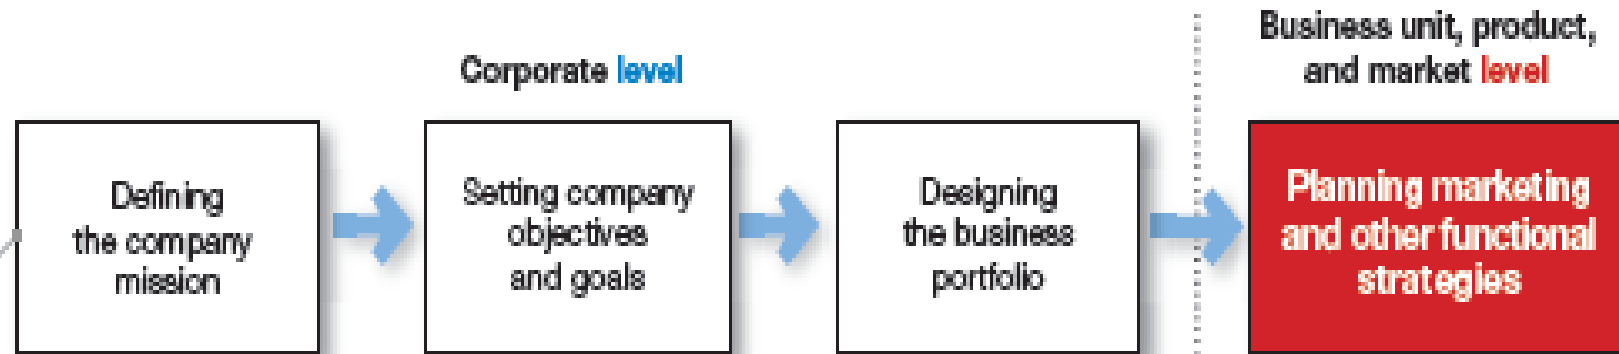 Corporate level
Business unit, product,
and market level
Defining
the company
mission
Setting company
objectives
and goals
Designing
the business
portfolio
Planning marketing
and other functional
strategies